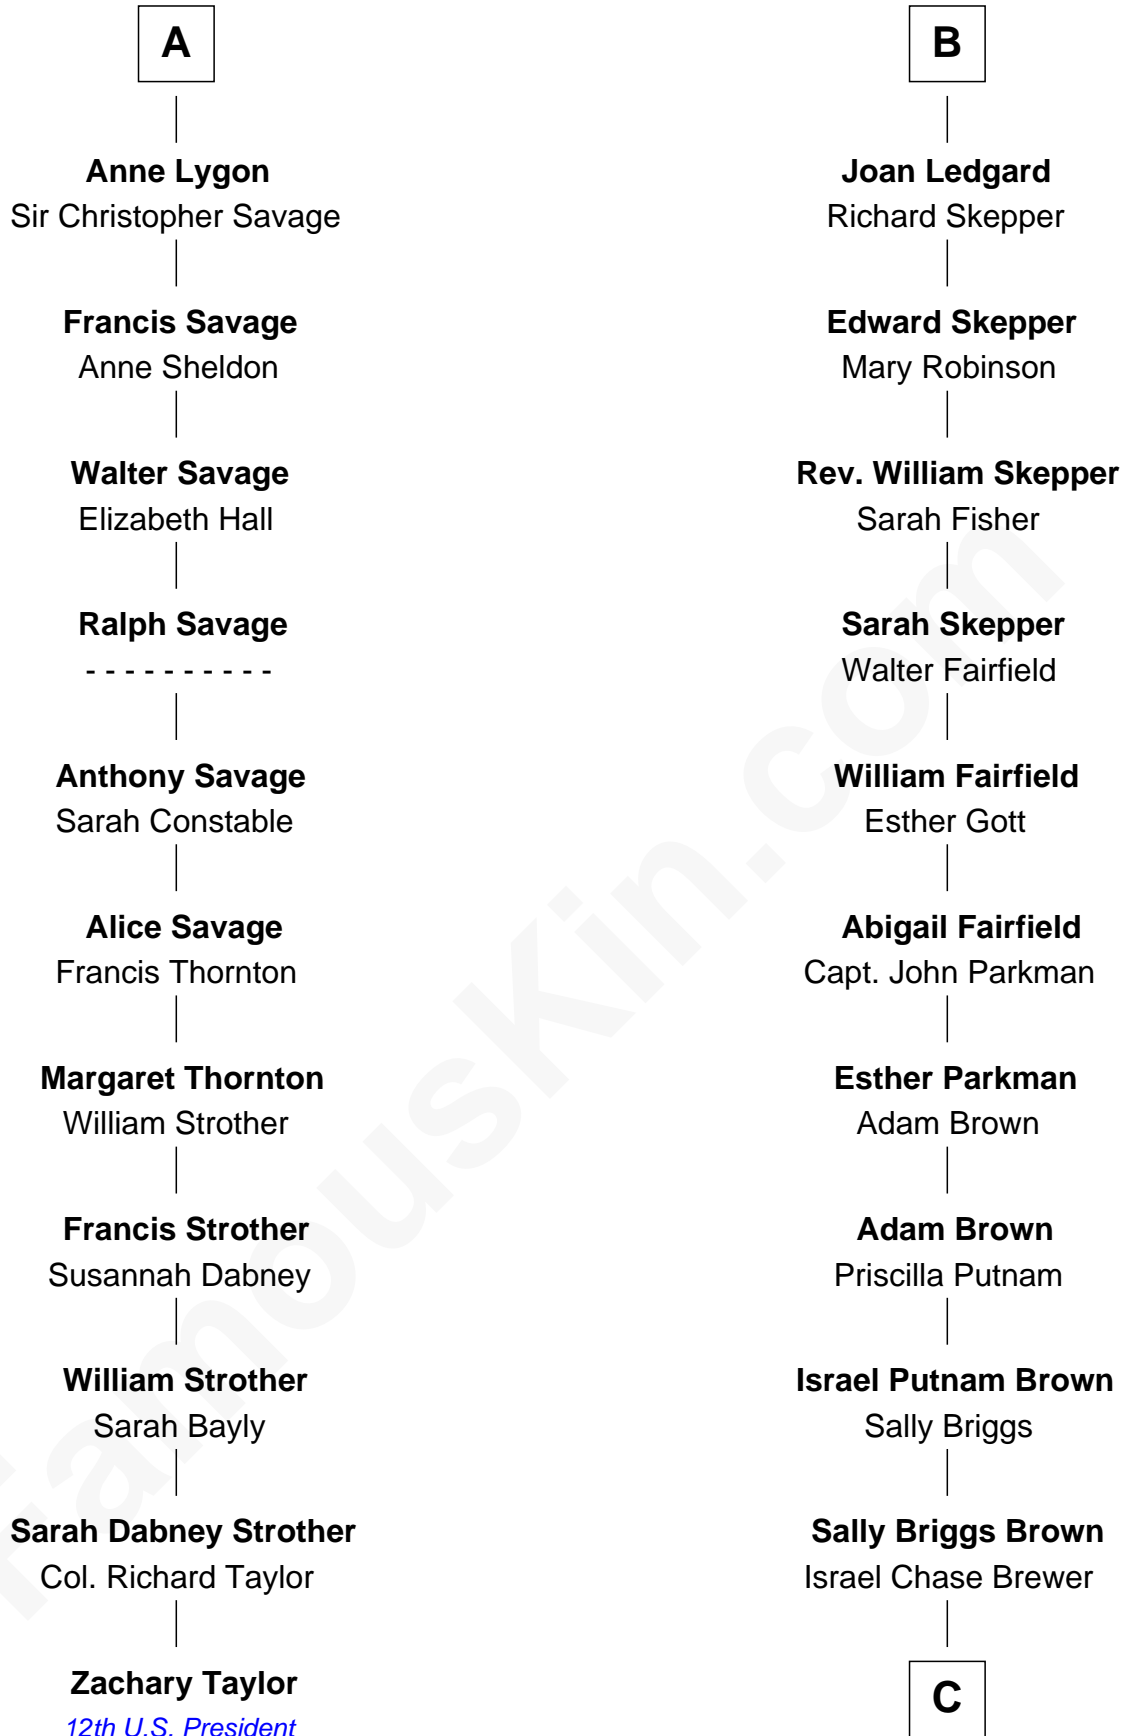 A
Anne Lygon
Sir Christopher Savage
Francis Savage
Anne Sheldon
Walter Savage
Elizabeth Hall
Ralph Savage
- - - - - - - - - -
Anthony Savage
Sarah Constable
Alice Savage
Francis Thornton
Margaret Thornton
William Strother
Francis Strother
Susannah Dabney
William Strother
Sarah Bayly
Sarah Dabney Strother
Col. Richard Taylor
Zachary Taylor
12th U.S. President
B
Joan Ledgard
Richard Skepper
Edward Skepper
Mary Robinson
Rev. William Skepper
Sarah Fisher
Sarah Skepper
Walter Fairfield
William Fairfield
Esther Gott
Abigail Fairfield
Capt. John Parkman
Esther Parkman
Adam Brown
Adam Brown
Priscilla Putnam
Israel Putnam Brown
Sally Briggs
Sally Briggs Brown
Israel Chase Brewer
C
famousKin.com